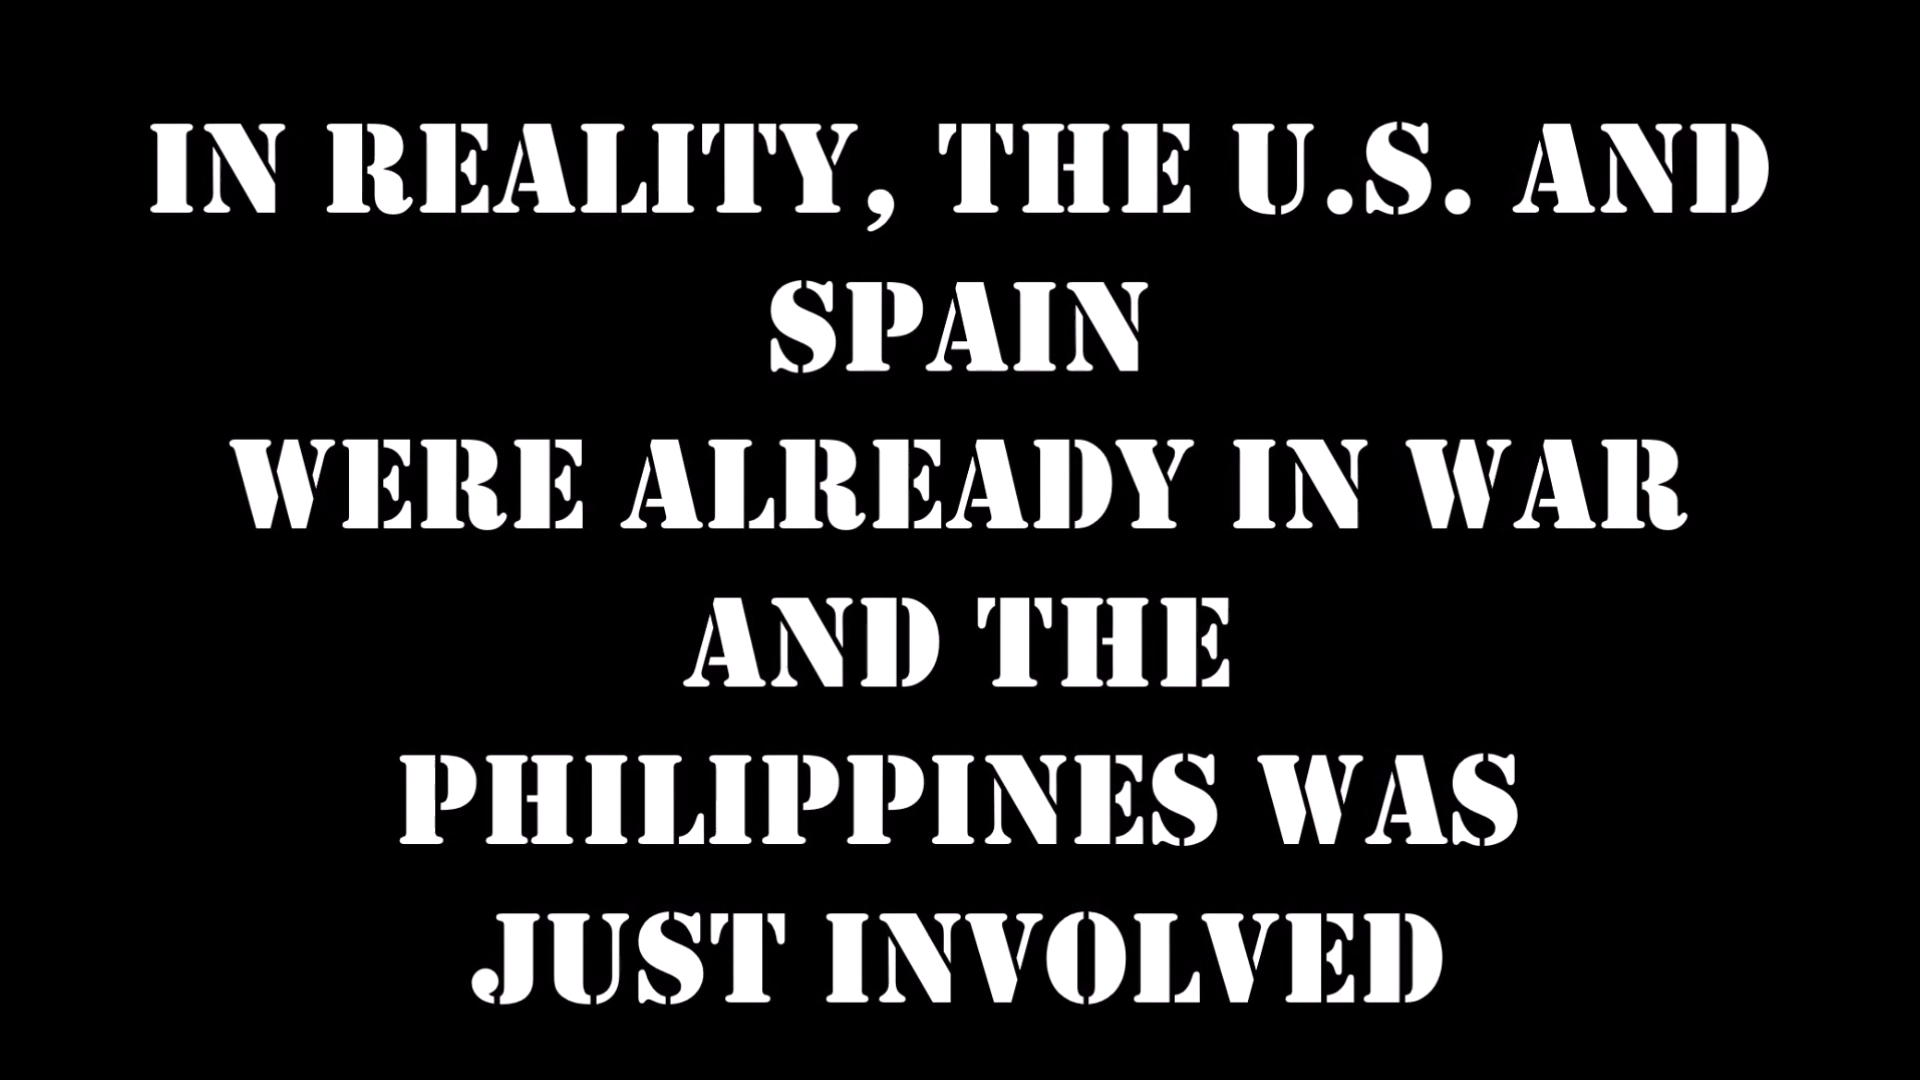 IN REALITY, THE U.S. AND
SPAIN
WERE ALREADY IN WAR
AND THE
PHILIPPINES WAS
JUST INVOLVED